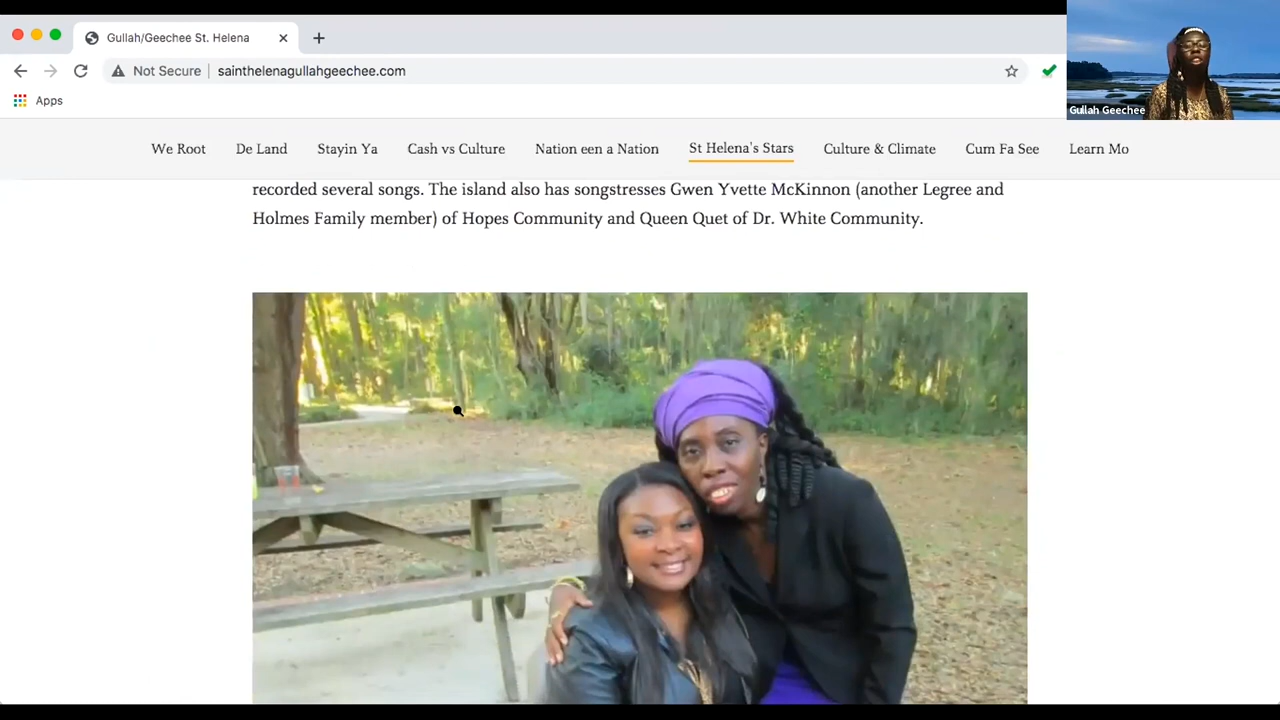 Gullah/Geechee St. Helena
Not Secure
sainthelenagullahgeechee.com
Apps
Gullah Geechee
We Root
De Land
Stayin Ya
Cash vs Culture
Nation een a Nation
St Helena's Stars
Culture & Climate
Cum Fa See
Learn Mo
recorded several songs. The island also has songstresses Gwen Yvette McKinnon (another Legree and
Holmes Family member) of Hopes Community and Queen Quet of Dr. White Community.